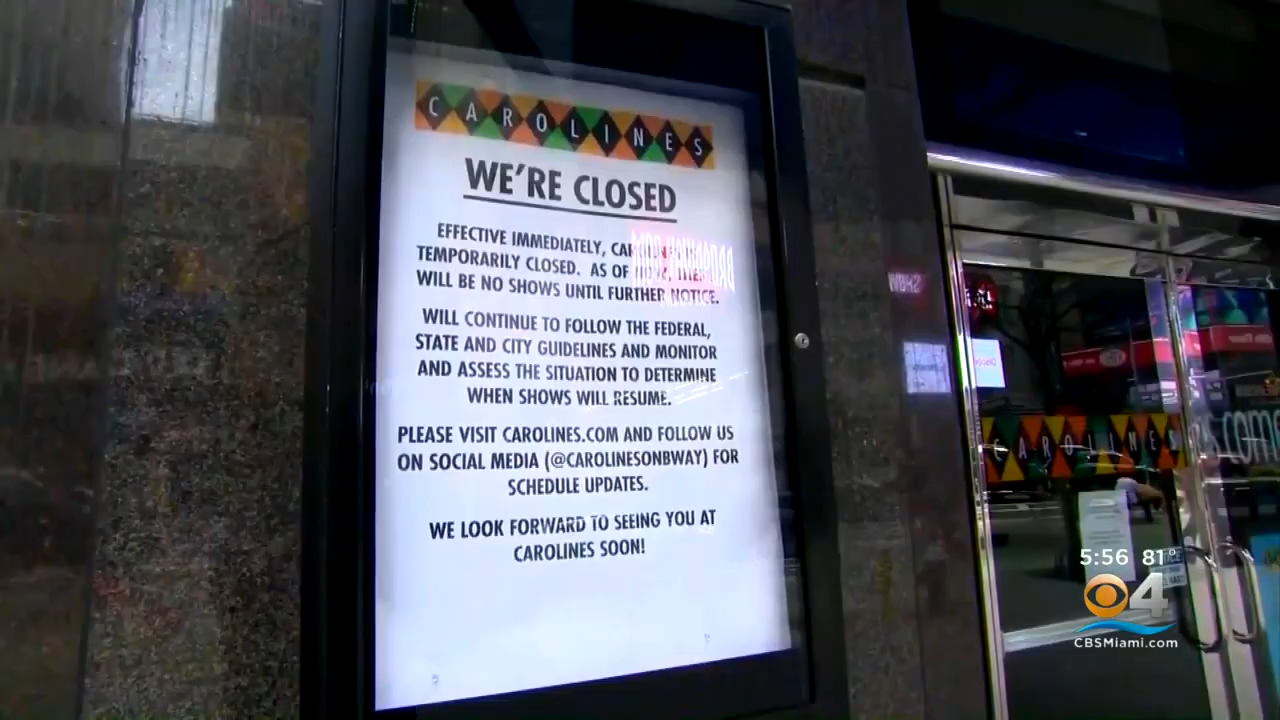 CAROLINES
WE'RE CLOSED
EFFECTIVE IMMEDIATELY,
TEMPORARILY CLOSED. AS OF
WILL BE NO SHOWS UNTIL FURTHER NOTICE.
WILL CONTINUE TO FOLLOW THE FEDERAL,
STATE AND CITY GUIDELINES AND MONITOR
AND ASSESS THE SITUATION TO DETERMINE
WHEN SHOWS WILL RESUME.
PLEASE VISIT CAROLINES.COM AND FOLLOW US
ON SOCIAL MEDIA (@CAROLINESONBWAY) FOR
SCHEDULE UPDATES.
WE LOOK FORWARD TO SEEING YOU AT
CAROLINES SOON!
CAROLINES
s.com
5:56 81°
4
CBSMiami.com